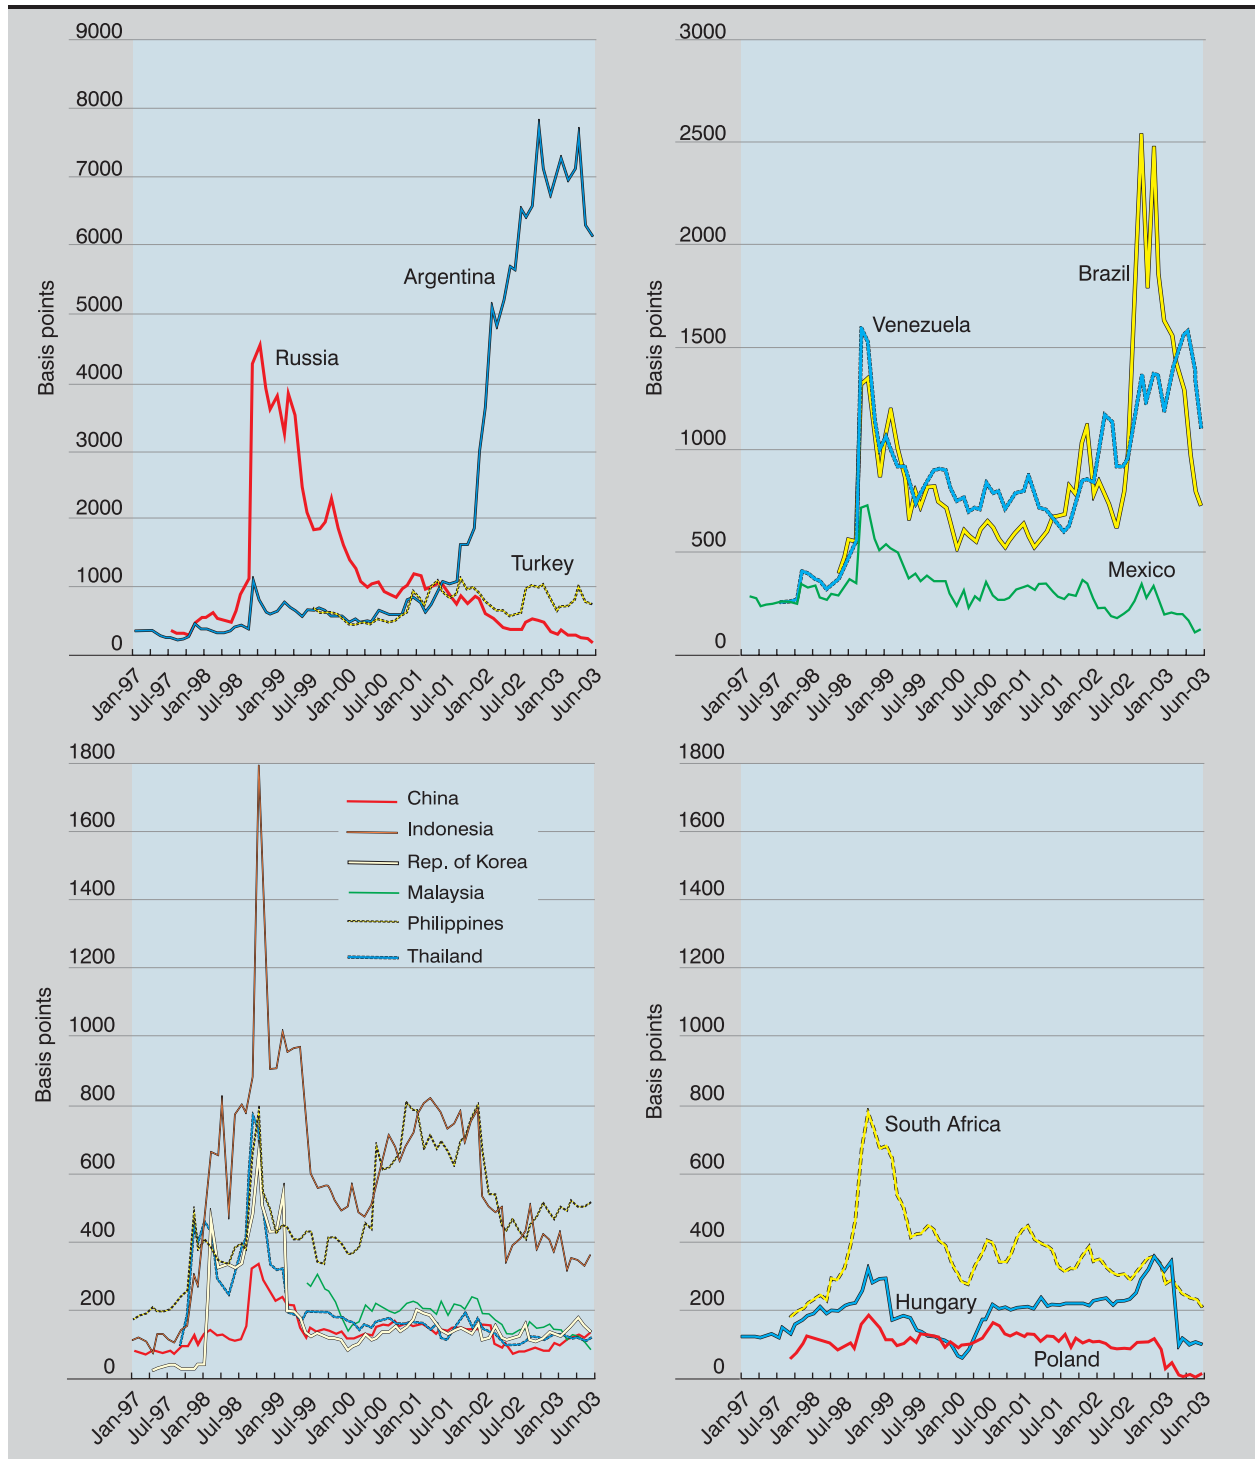 9000
8000
7000
6000
5000
4000
3000
2000
1000
0
Basis points
Argentina
Russia
Turkey
Jan-97
Jul-97
Jan-98
Jul-98
Jan-99
Jul-99
Jan-00
Jul-00
Jan-01
Jul-01
Jan-02
Jul-02
Jan-03
Jun-03
3000
2500
2000
1500
1000
500
0
Basis points
Brazil
Venezuela
Mexico
Jan-97
Jul-97
Jan-98
Jul-98
Jan-99
Jul-99
Jan-00
Jul-00
Jan-01
Jul-01
Jan-02
Jul-02
Jan-03
Jun-03
1800
1600
1400
1200
1000
800
600
400
200
0
Basis points
China
Indonesia
Rep. of Korea
Malaysia
Philippines
Thailand
Jan-97
Jul-97
Jan-98
Jul-98
Jan-99
Jul-99
Jan-00
Jul-00
Jan-01
Jul-01
Jan-02
Jul-02
Jan-03
Jun-03
1800
1600
1400
1200
1000
800
600
400
200
0
Basis points
South Africa
Hungary
Poland
Jan-97
Jul-97
Jan-98
Jul-98
Jan-99
Jul-99
Jan-00
Jul-00
Jan-01
Jul-01
Jan-02
Jul-02
Jan-03
Jun-03